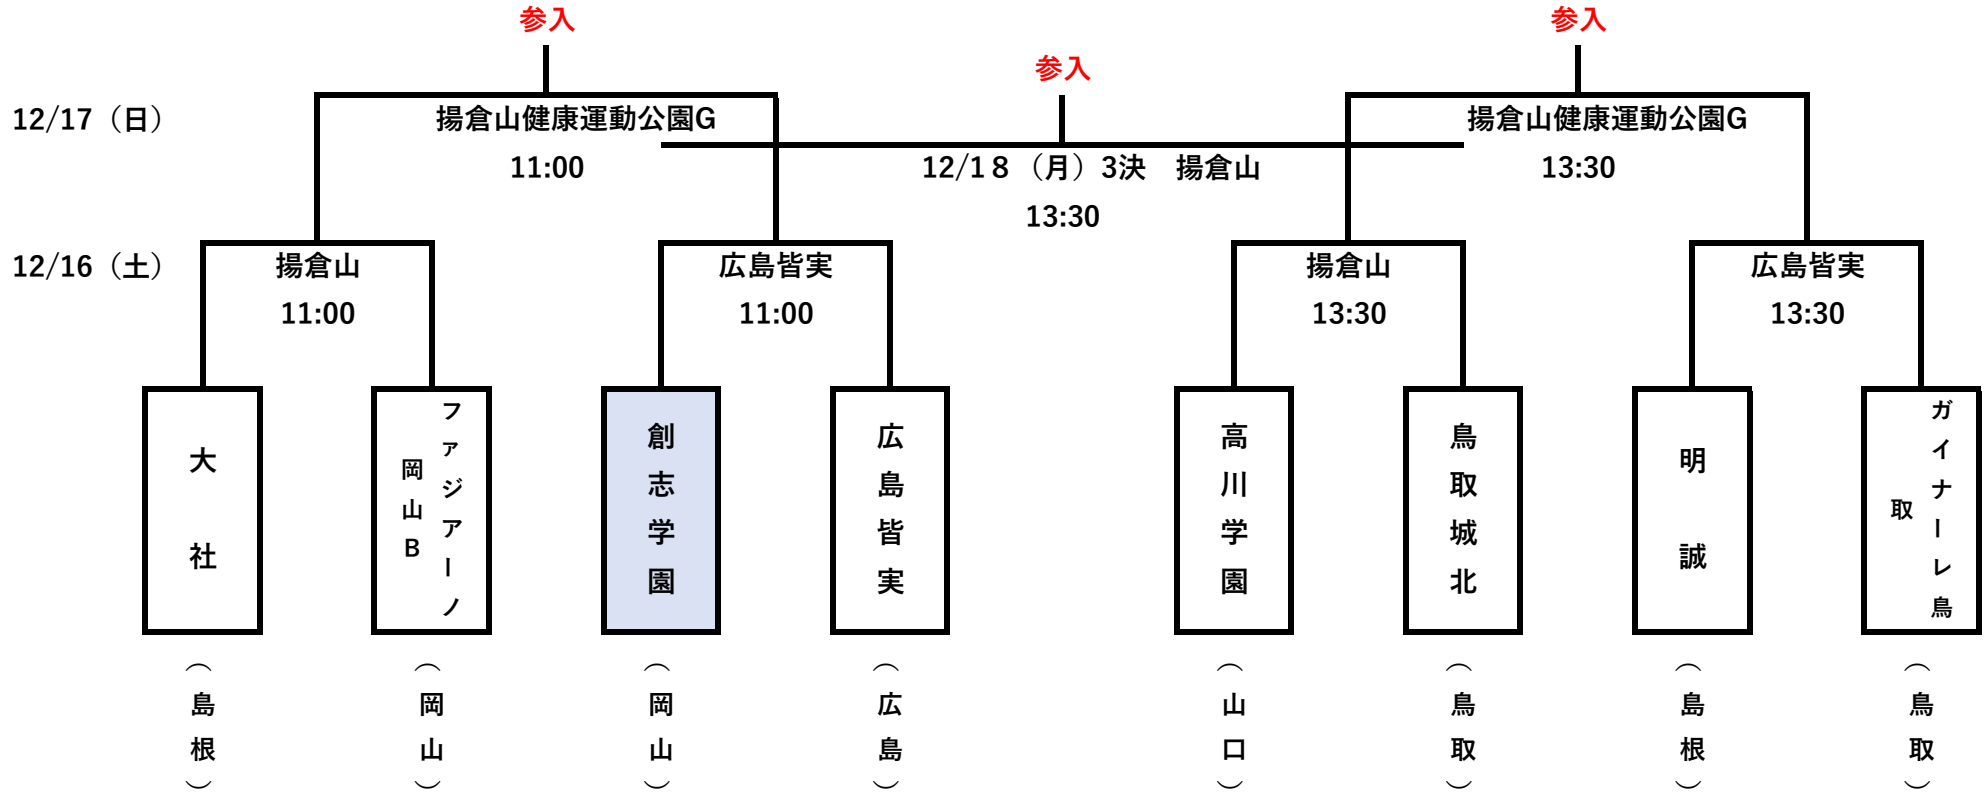 参入
参入
参入
12/17（日）
揚倉山健康運動公園G
11:00
揚倉山健康運動公園G
13:30
12/1８（月）3決　揚倉山
13:30
12/16（土）
揚倉山
11:00
広島皆実
11:00
揚倉山
13:30
広島皆実
13:30
大社
ファジアーノ
岡山B
創志学園
広島皆実
高川学園
鳥取城北
明誠
ガイナーレ鳥
取
（島根）
（岡山）
（岡山）
（広島）
（山口）
（鳥取）
（島根）
（鳥取）